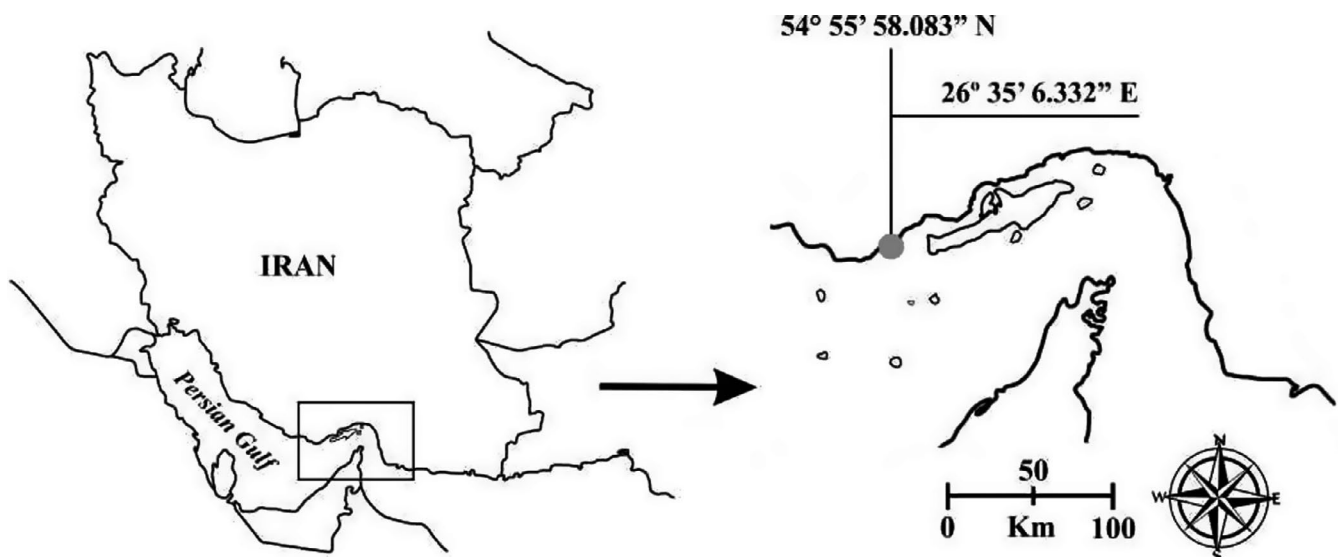 IRAN
Persian Gulf
54° 55’ 58.083” N
26° 35’ 6.332” E
50
0 Km 100
N
W E
S